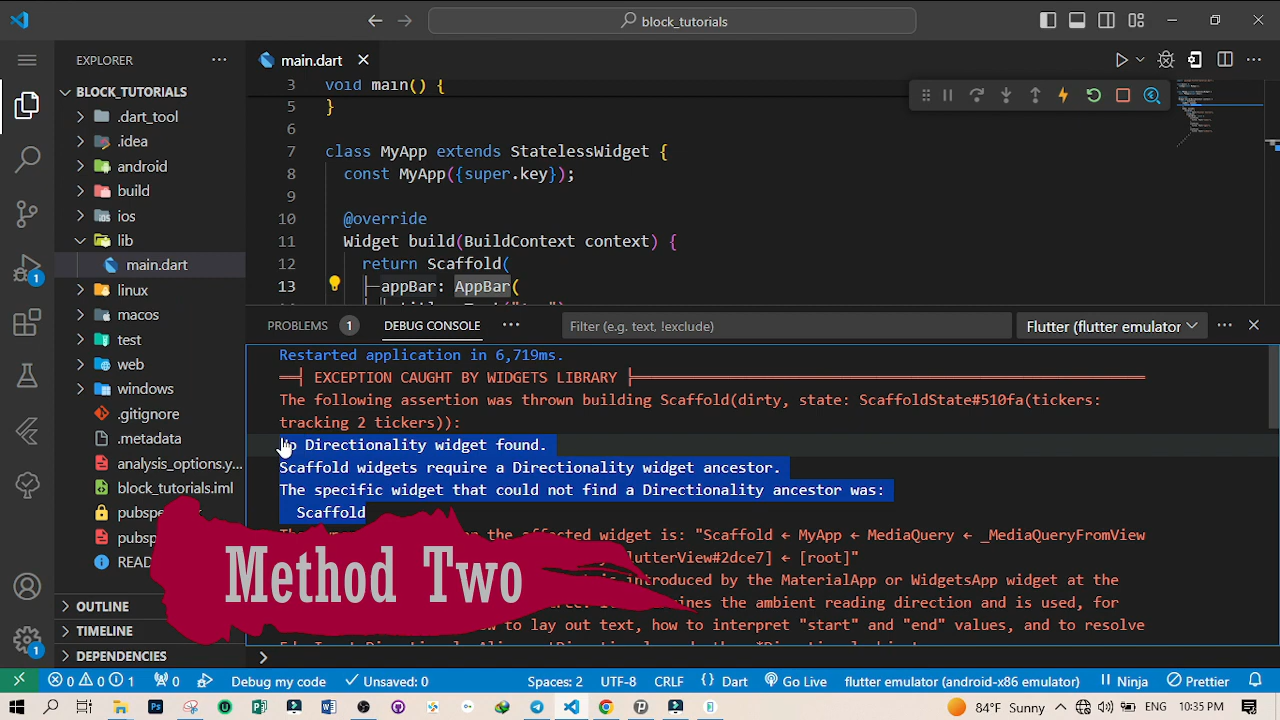 block_tutorials
EXPLORER
BLOCK_TUTORIALS
.dart_tool
.idea
android
build
ios
lib
main.dart
linux
macos
test
web
windows
.gitignore
.metadata
analysis_options.y...
block_tutorials.iml
OUTLINE
TIMELINE
DEPENDENCIES
1
1
main.dart
3 void main() {
5 }
6
7 class MyApp extends StatelessWidget {
8 const MyApp({super.key});
9
10 @override
11 Widget build(BuildContext context) {
12 return Scaffold(
13 appBar: AppBar(
PROBLEMS 1 DEBUG CONSOLE Filter (e.g. text, !exclude) Flutter (flutter emulator
Restarted application in 6,719ms.
EXCEPTION CAUGHT BY WIDGETS LIBRARY
The following assertion was thrown building Scaffold(dirty, state: ScaffoldState#510fa(tickers:
tracking 2 tickers)):
No Directionality widget found.
Scaffold widgets require a Directionality widget ancestor.
The specific widget that could not find a Directionality ancestor was:
Scaffold
the affected widget is: "Scaffold ← MyApp ← MediaQuery ← _MediaQueryFromView
#2dce7] ← [root]"
is introduced by the MaterialApp or WidgetsApp widget at the
the ambient reading direction and is used, for
how to lay out text, how to interpret "start" and "end" values, and to resolve
Method Two
0 0 1 0 Debug my code Unsaved: 0 Spaces: 2 UTF-8 CRLF {} Dart Go Live flutter emulator (android-x86 emulator) Ninja Prettier
84°F Sunny ENG 10:35 PM